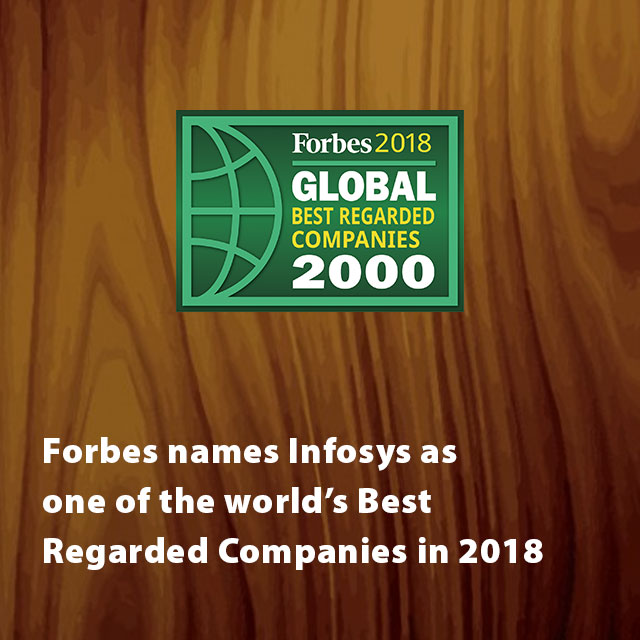 Forbes 2018
GLOBAL
BEST REGARDED
COMPANIES
2000
Forbes names Infosys as
one of the world’s Best
Regarded Companies in 2018